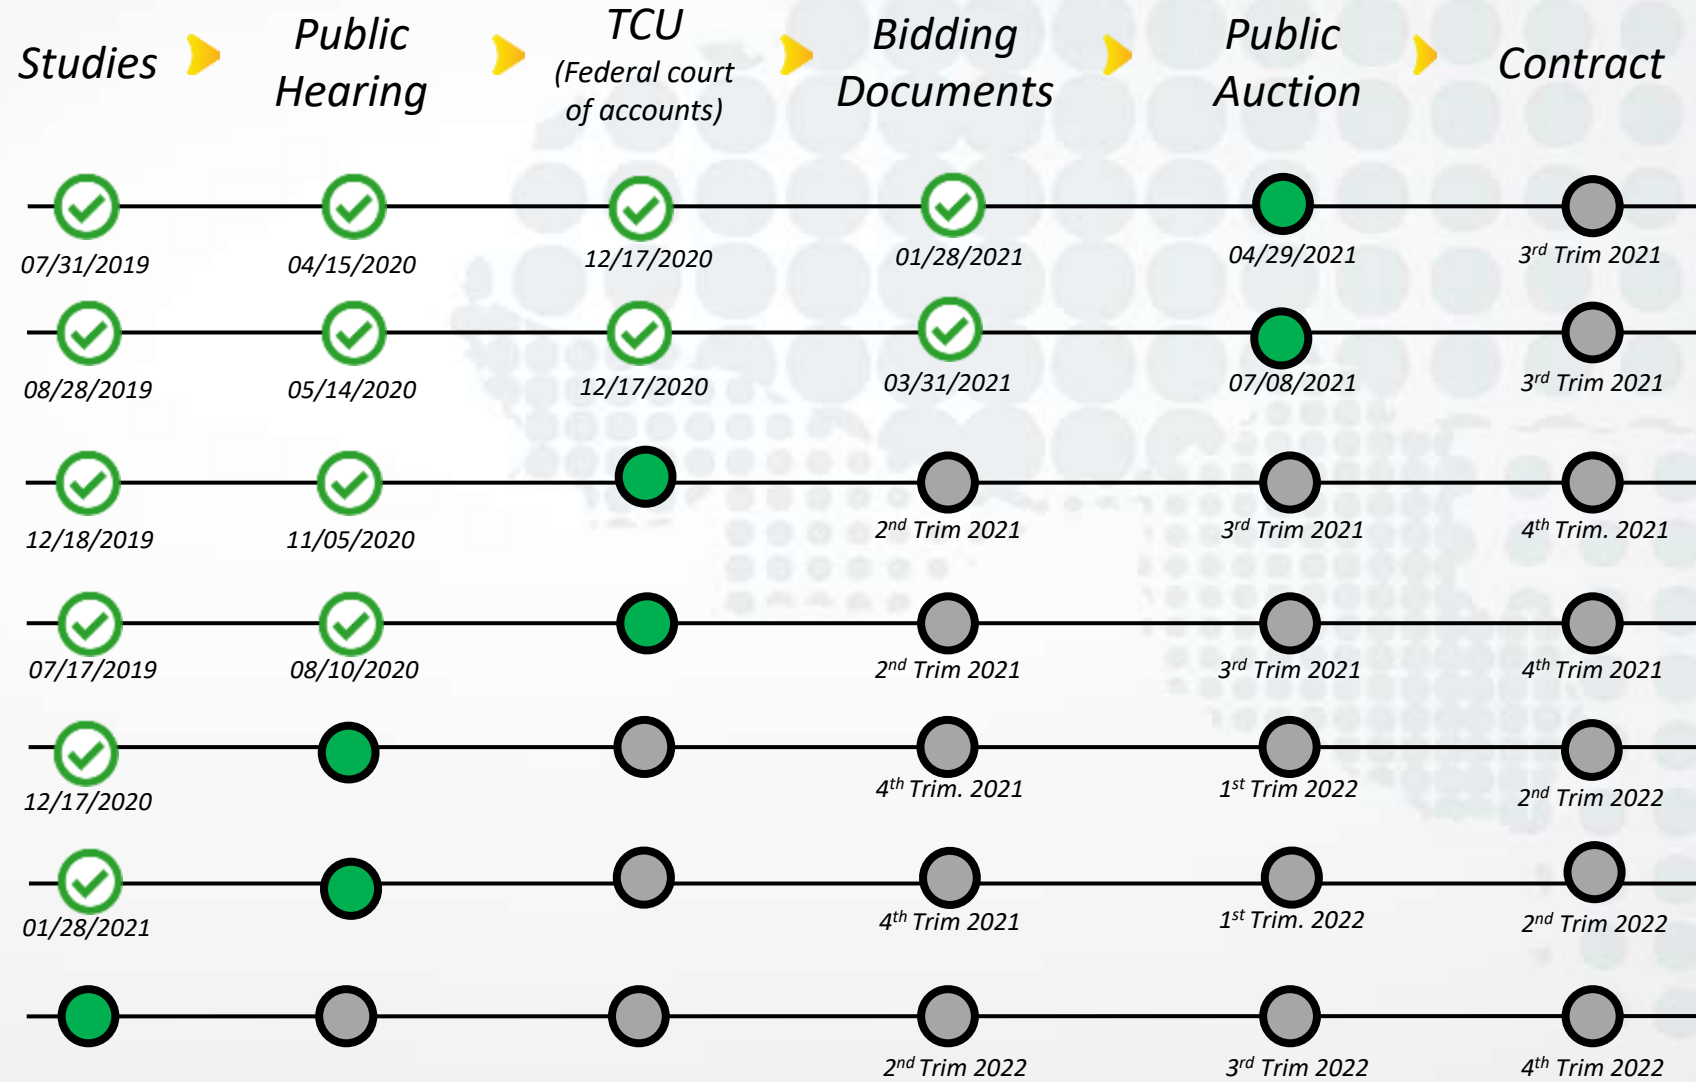 Studies
Public
Hearing
TCU
(Federal court
of accounts)
Bidding
Documents
Public
Auction
Contract
07/31/2019 04/15/2020 12/17/2020 01/28/2021 04/29/2021 3rd Trim 2021
08/28/2019 05/14/2020 12/17/2020 03/31/2021 07/08/2021 3rd Trim 2021
12/18/2019 11/05/2020 2nd Trim 2021 3rd Trim 2021 4th Trim. 2021
07/17/2019 08/10/2020 2nd Trim 2021 3rd Trim 2021 4th Trim 2021
12/17/2020 4th Trim. 2021 1st Trim 2022 2nd Trim 2022
01/28/2021 4th Trim 2021 1st Trim. 2022 2nd Trim 2022
2nd Trim 2022 3rd Trim 2022 4th Trim 2022